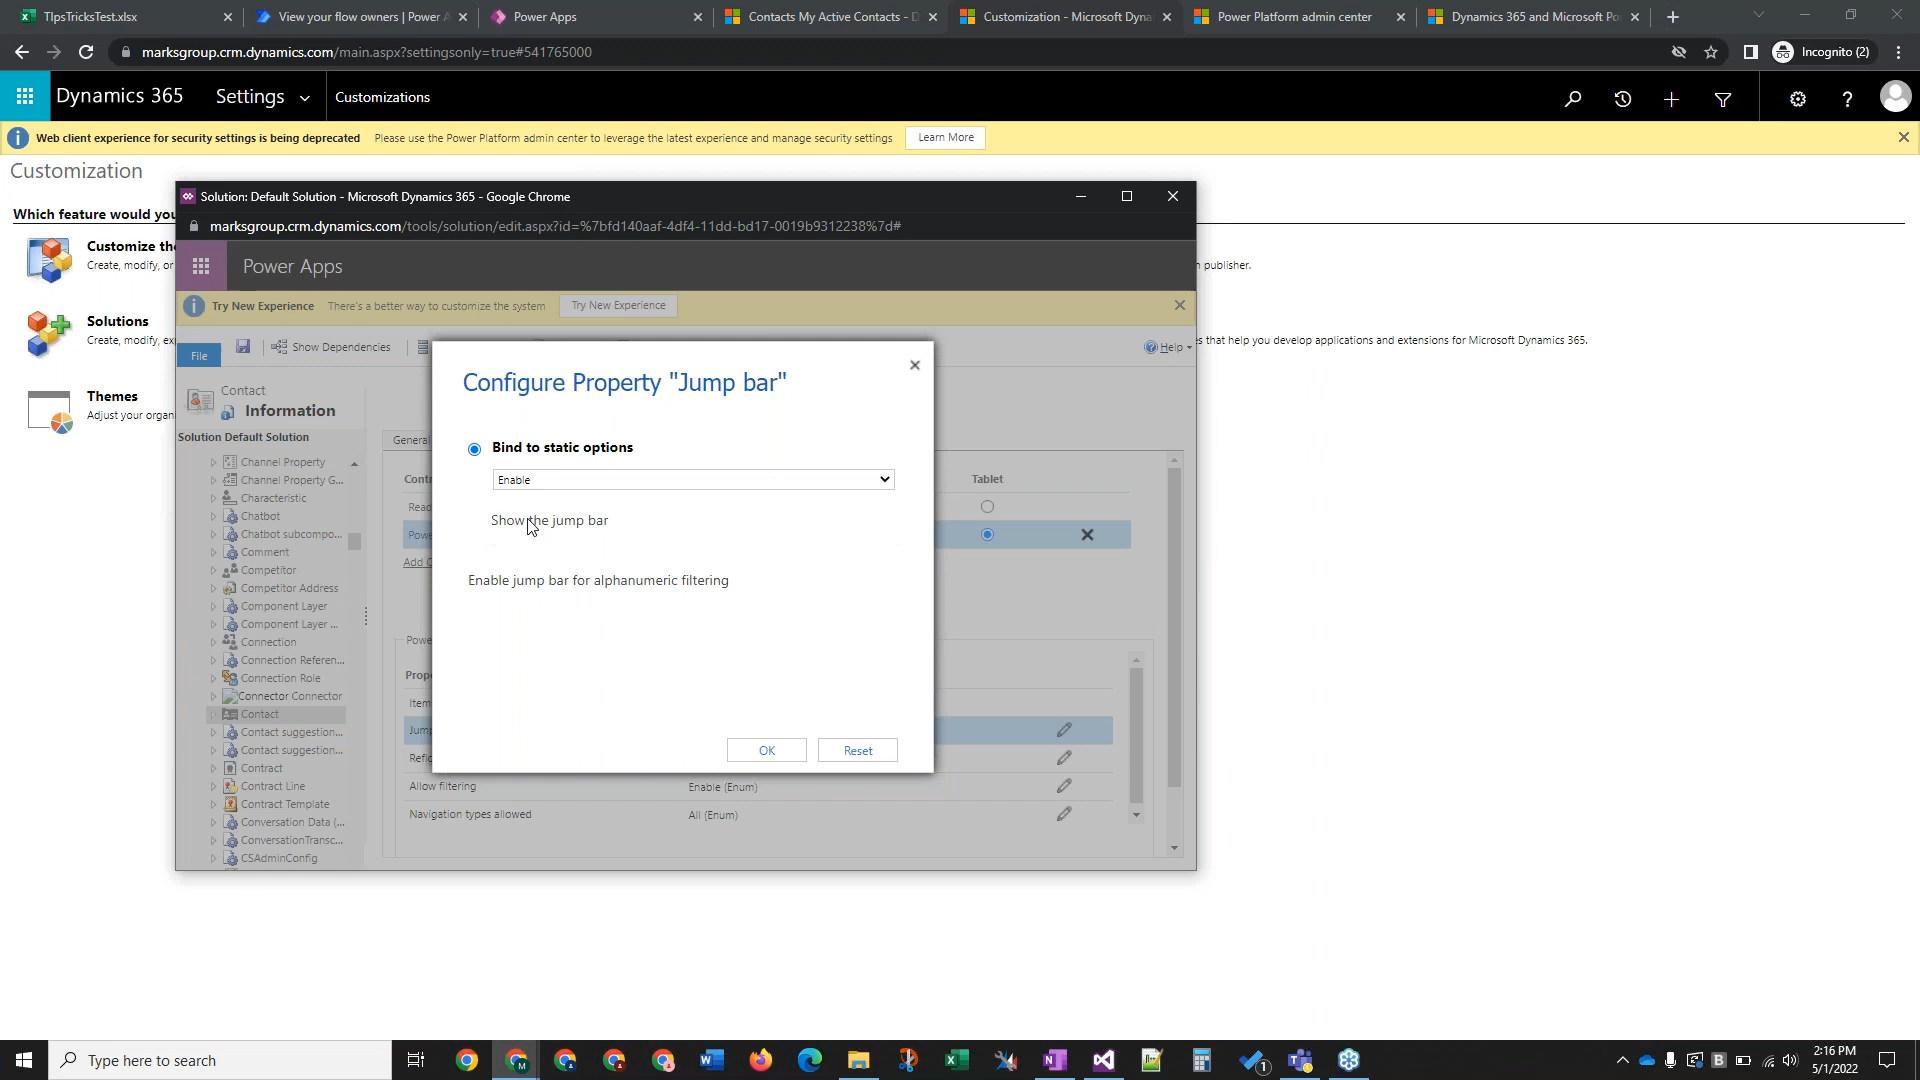 TIpsTricksTest.xlsx
View your flow owners | Power A
Power Apps
Contacts My Active Contacts - D
Customization - Microsoft Dyna
Power Platform admin center
Dynamics 365 and Microsoft Po
marksgroup.crm.dynamics.com/main.aspx?settingsonly=true#541765000
Incognito (2)
Dynamics 365
Settings
Customizations
Web client experience for security settings is being deprecated Please use the Power Platform admin center to leverage the latest experience and manage security settings Learn More
Customization
Which feature would you
Customize the
Create, modify, or
publisher.
Solutions
Create, modify, ex
s that help you develop applications and extensions for Microsoft Dynamics 365.
Themes
Adjust your organi
Solution: Default Solution - Microsoft Dynamics 365 - Google Chrome
marksgroup.crm.dynamics.com/tools/solution/edit.aspx?id=%7bfd140aaf-4df4-11dd-bd17-0019b9312238%7d#
Power Apps
Try New Experience There's a better way to customize the system Try New Experience
File
Show Dependencies
Help
Contact
Information
Solution Default Solution
Channel Property
Channel Property G...
Characteristic
Chatbot
Chatbot subcompo...
Comment
Competitor
Competitor Address
Component Layer
Component Layer ...
Connection
Connection Referen...
Connection Role
Connector Connector
Contact
Contact suggestion...
Contact suggestion...
Contract
Contract Line
Contract Template
Conversation Data (...
ConversationTransc...
CSAdminConfig
General
Contr
Tablet
Read
Powe
Add C
Powe
Prope
Item
Jump
Refl
Allow filtering
Enable (Enum)
Navigation types allowed
All (Enum)
Configure Property "Jump bar"
Bind to static options
Enable
Show the jump bar
Enable jump bar for alphanumeric filtering
OK
Reset
Type here to search
2:16 PM
5/1/2022